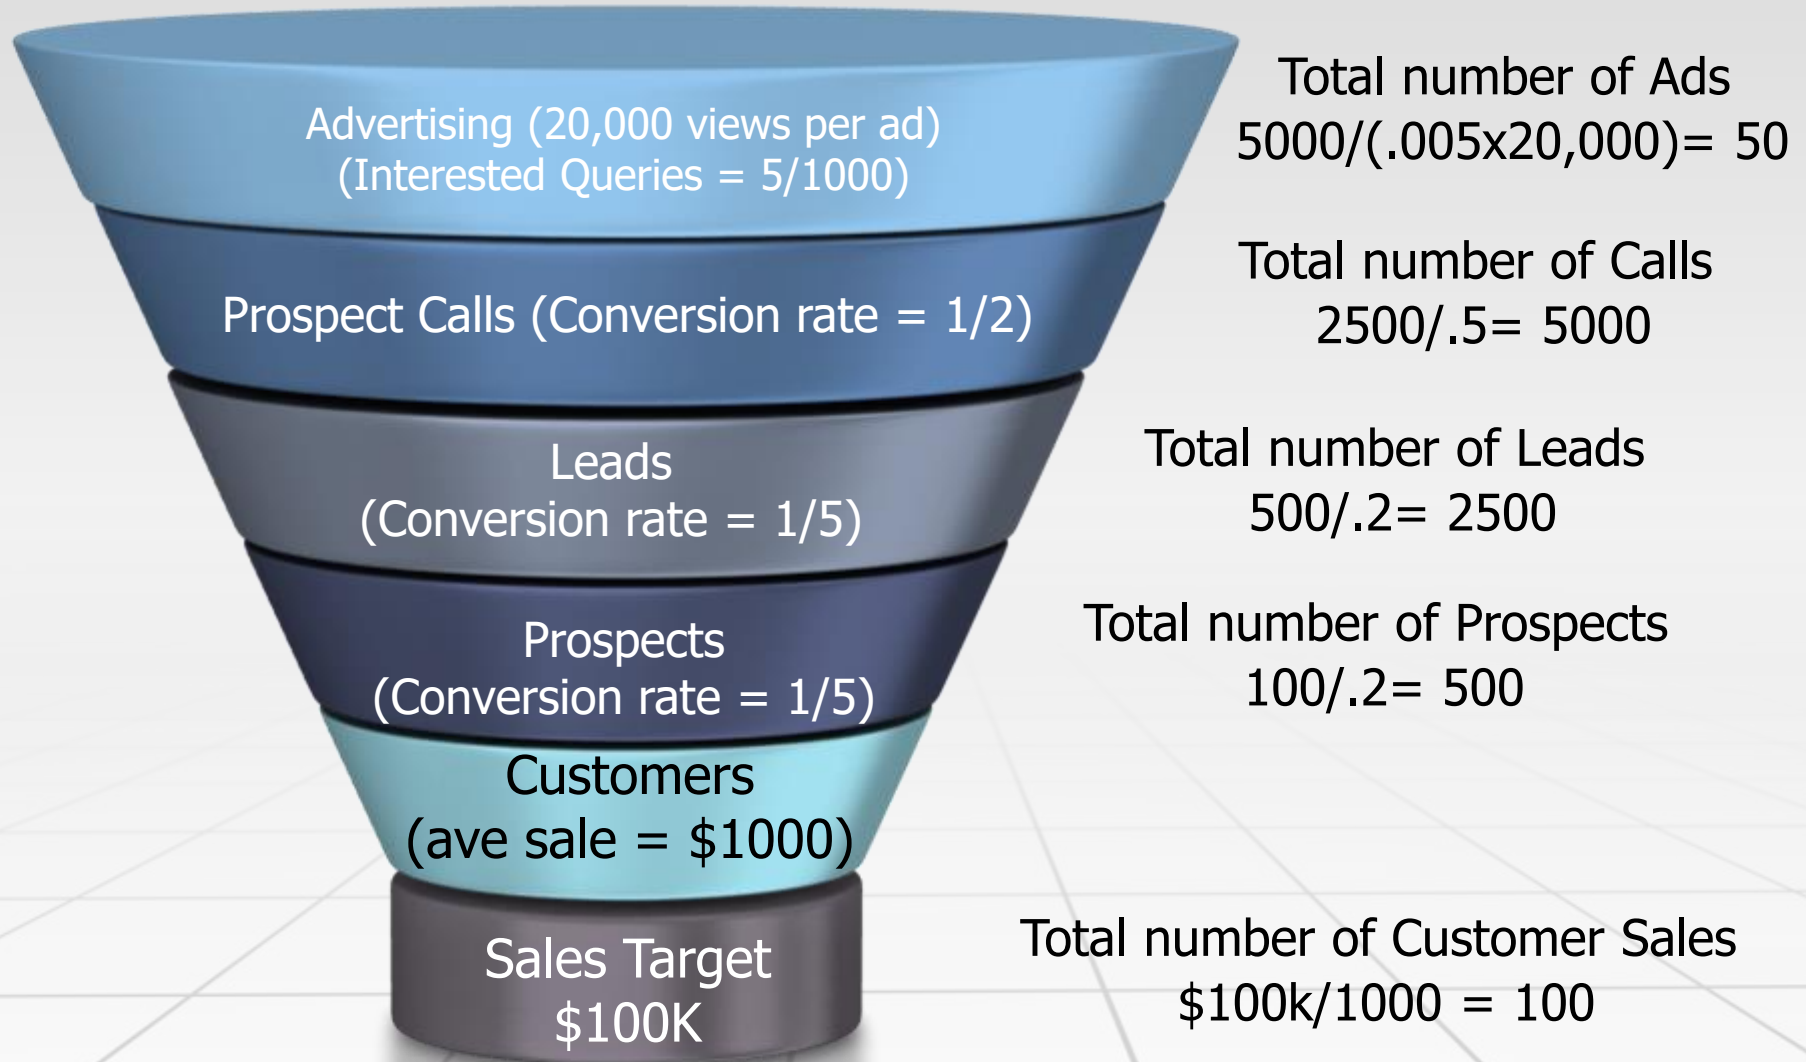 Advertising (20,000 views per ad)
(Interested Queries = 5/1000)
Total number of Ads
5000/(.005x20,000)= 50
Prospect Calls (Conversion rate = 1/2)
Total number of Calls
2500/.5= 5000
Leads
(Conversion rate = 1/5)
Total number of Leads
500/.2= 2500
Prospects
(Conversion rate = 1/5)
Total number of Prospects
100/.2= 500
Customers
(ave sale = $1000)
Sales Target
$100K
Total number of Customer Sales
$100k/1000 = 100